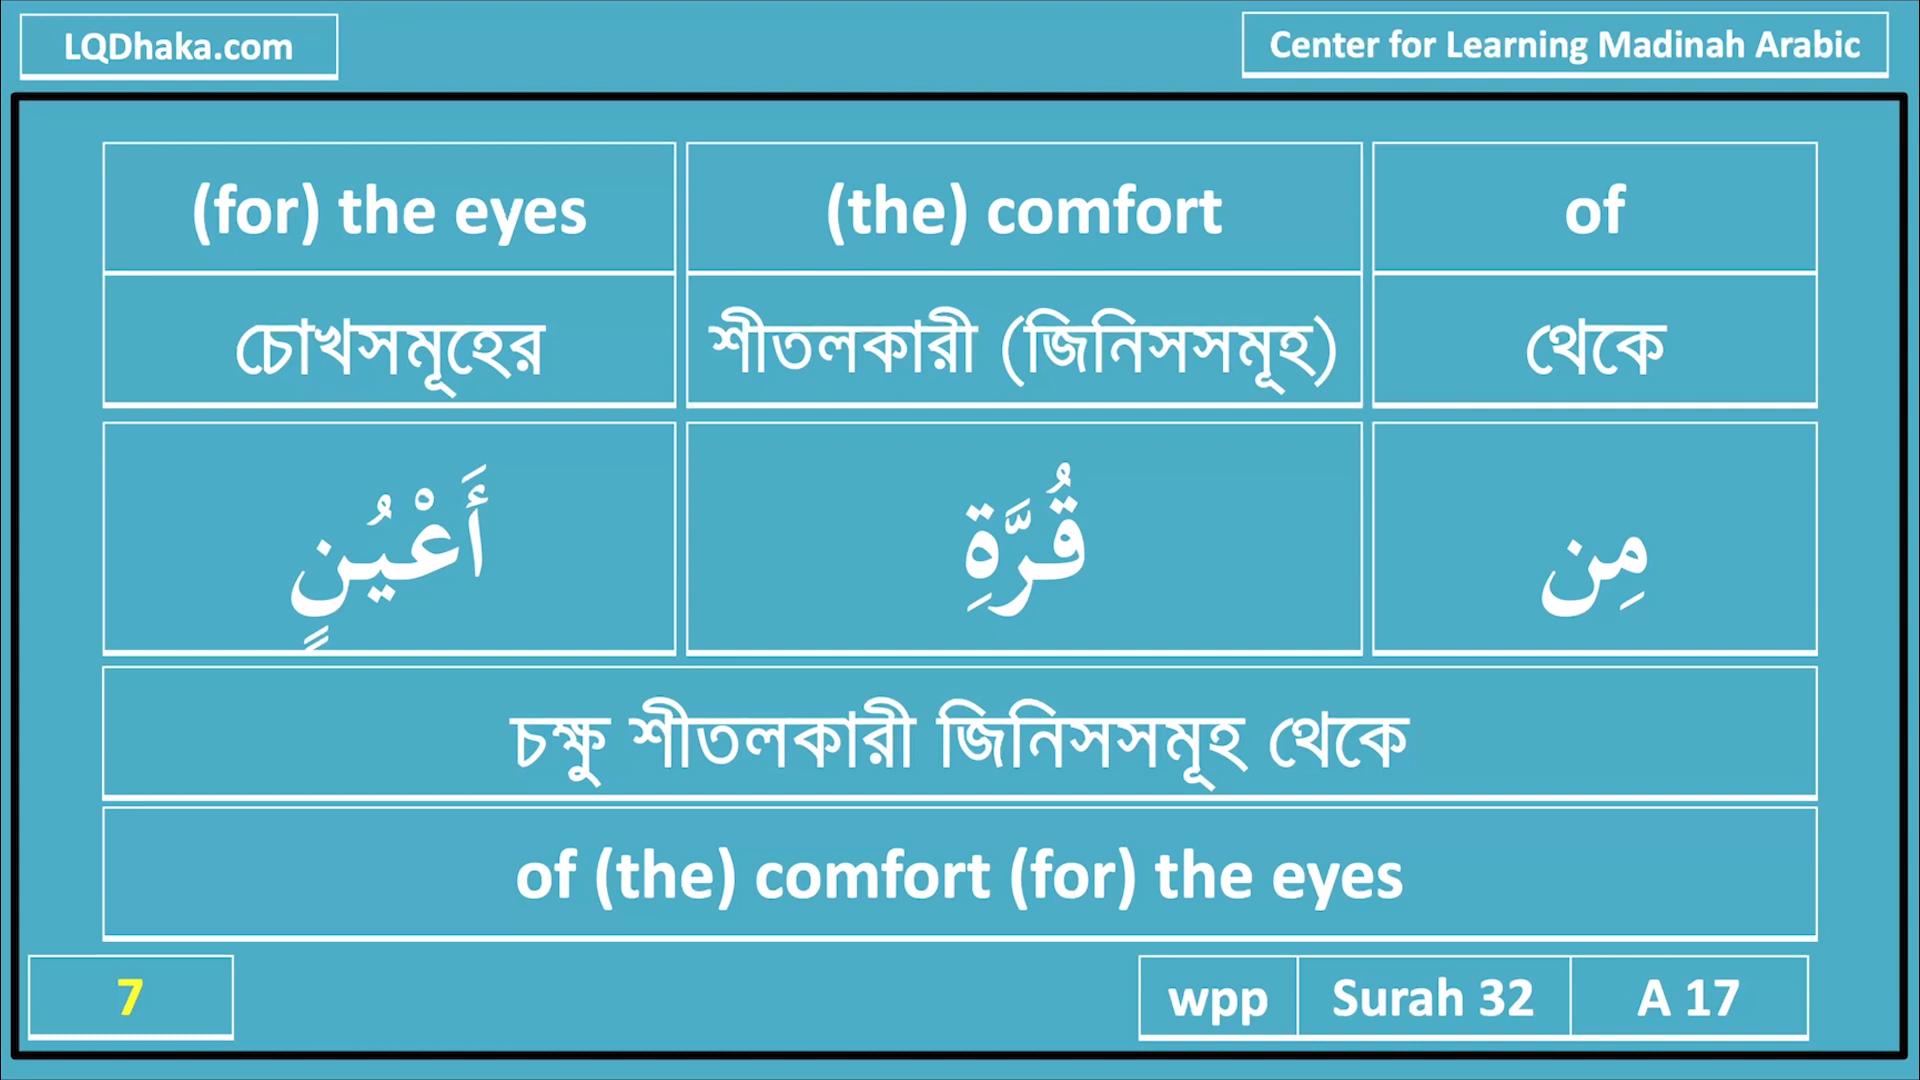 LQDhaka.com
Center for Learning Madinah Arabic
(for) the eyes
(the) comfort
of
চোখসমূহের
শীতলকারী (জিনিসসমূহ)
থেকে
أَعْيُنٍ
قُرَّةِ
مِن
চক্ষু শীতলকারী জিনিসসমূহ থেকে
of (the) comfort (for) the eyes
7
wpp
Surah 32
A 17